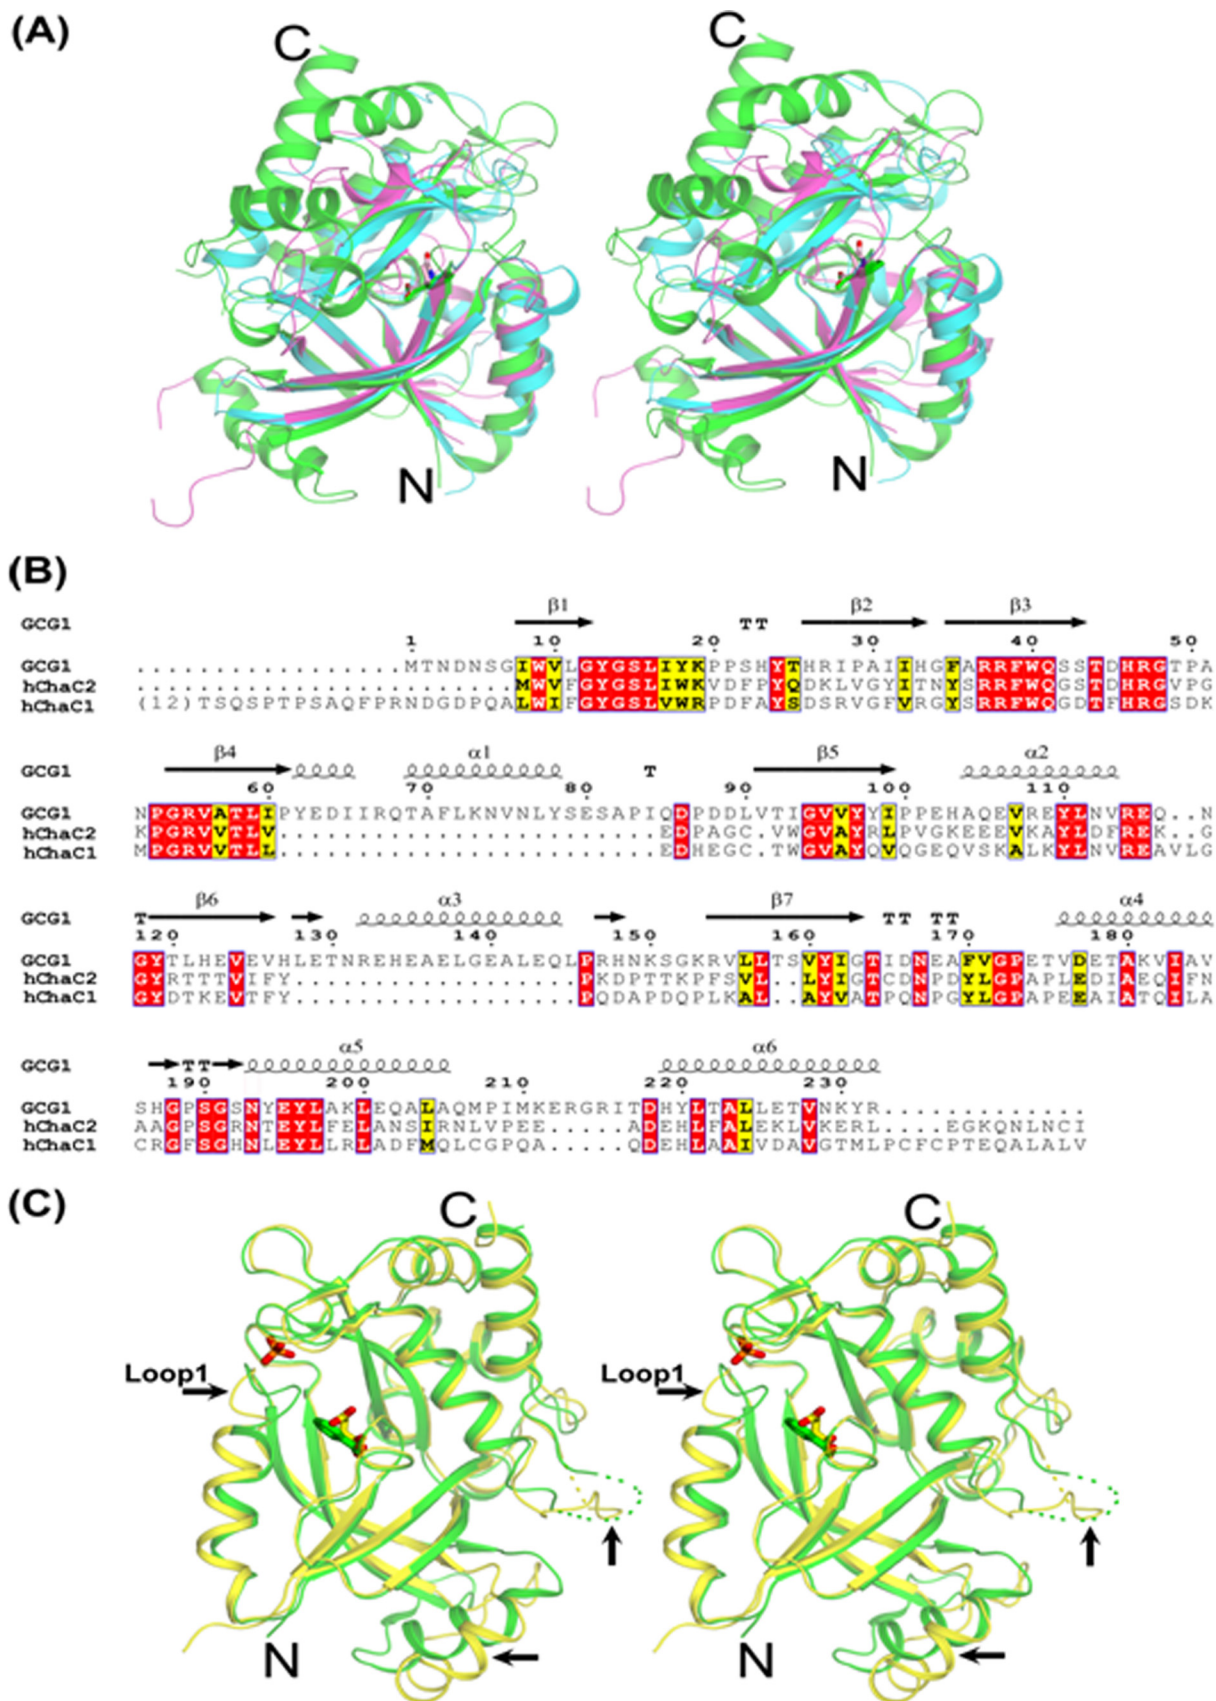 (A)
C C
N N
(B)
β1 β2 β3
GCG1 TT
1 10 20 30 40 50
GCG1 .................MTNDNSGIWVLGYGSLIYKPPSHYTHRIPAIIHGFARRFWQSSTDHRGTPA
hChaC2 ........................MWVFGYGSLIWKVDFPYQDKLVGYITNYSRRFWQGSTDHRGVPG
hChaC1 (12)TSQSPTPSAQFPRNDGDPQALWIFGYGSLVWRPDFAYSDSRVGFVRGYSRRFWQGDTFHRGSDK
β4 α1 β5 α2
GCG1 T
60 70 80 90 100 110
GCG1 NPGRVATLIPYEDIIRQTAFLKNVNLYSESAPIQDPDDLVTIGVVYYIPPEHAQEVREYLNVREQ..N
hChaC2 KPGRVVTLV.........................EDPAGC.VWGVAYRLPVGKEEEVKAYLDFREK..G
hChaC1 MPGRVVTLL.........................EDHEGC.TWGVAYQVQGEQVSKALKYLNVREAVLG
β6 α3 β7 α4
GCG1 T TT TT
120 130 140 150 160 170 180
GCG1 GYTLHEVEVHLETNREHEAELGEALEQLPRHNKSGKRVLLTSVYIGTIDNEAFVGPETVDETAKVIAV
hChaC2 GYRTTTVIFY..................PKDPTTKPFSVL..LYIGTCDNPDYLGPAPLEDIAEQIFN
hChaC1 GYDTKEVTFY..................PQDAPDQPLKAL..AYVATPQNPGYLGPAPEEAIATQILA
α5 α6
GCG1 TT
190 200 210 220 230
GCG1 SHGPSGSNYEYLAKLEQALAQMPIMKERGRITDHYLTALLETVNKYR.............
hChaC2 AAGPSGRNTEYLFELANSIRNLVPEE.....ADEHLFALEKLVKERL....EGKQNLNCI
hChaC1 CRGFSGHNLEYLLRLADFMQLCGPQA.....QDEHLAAIVDAVGTMLPCFCPTEQALALV
(C)
C C
Loop1 Loop1
N N